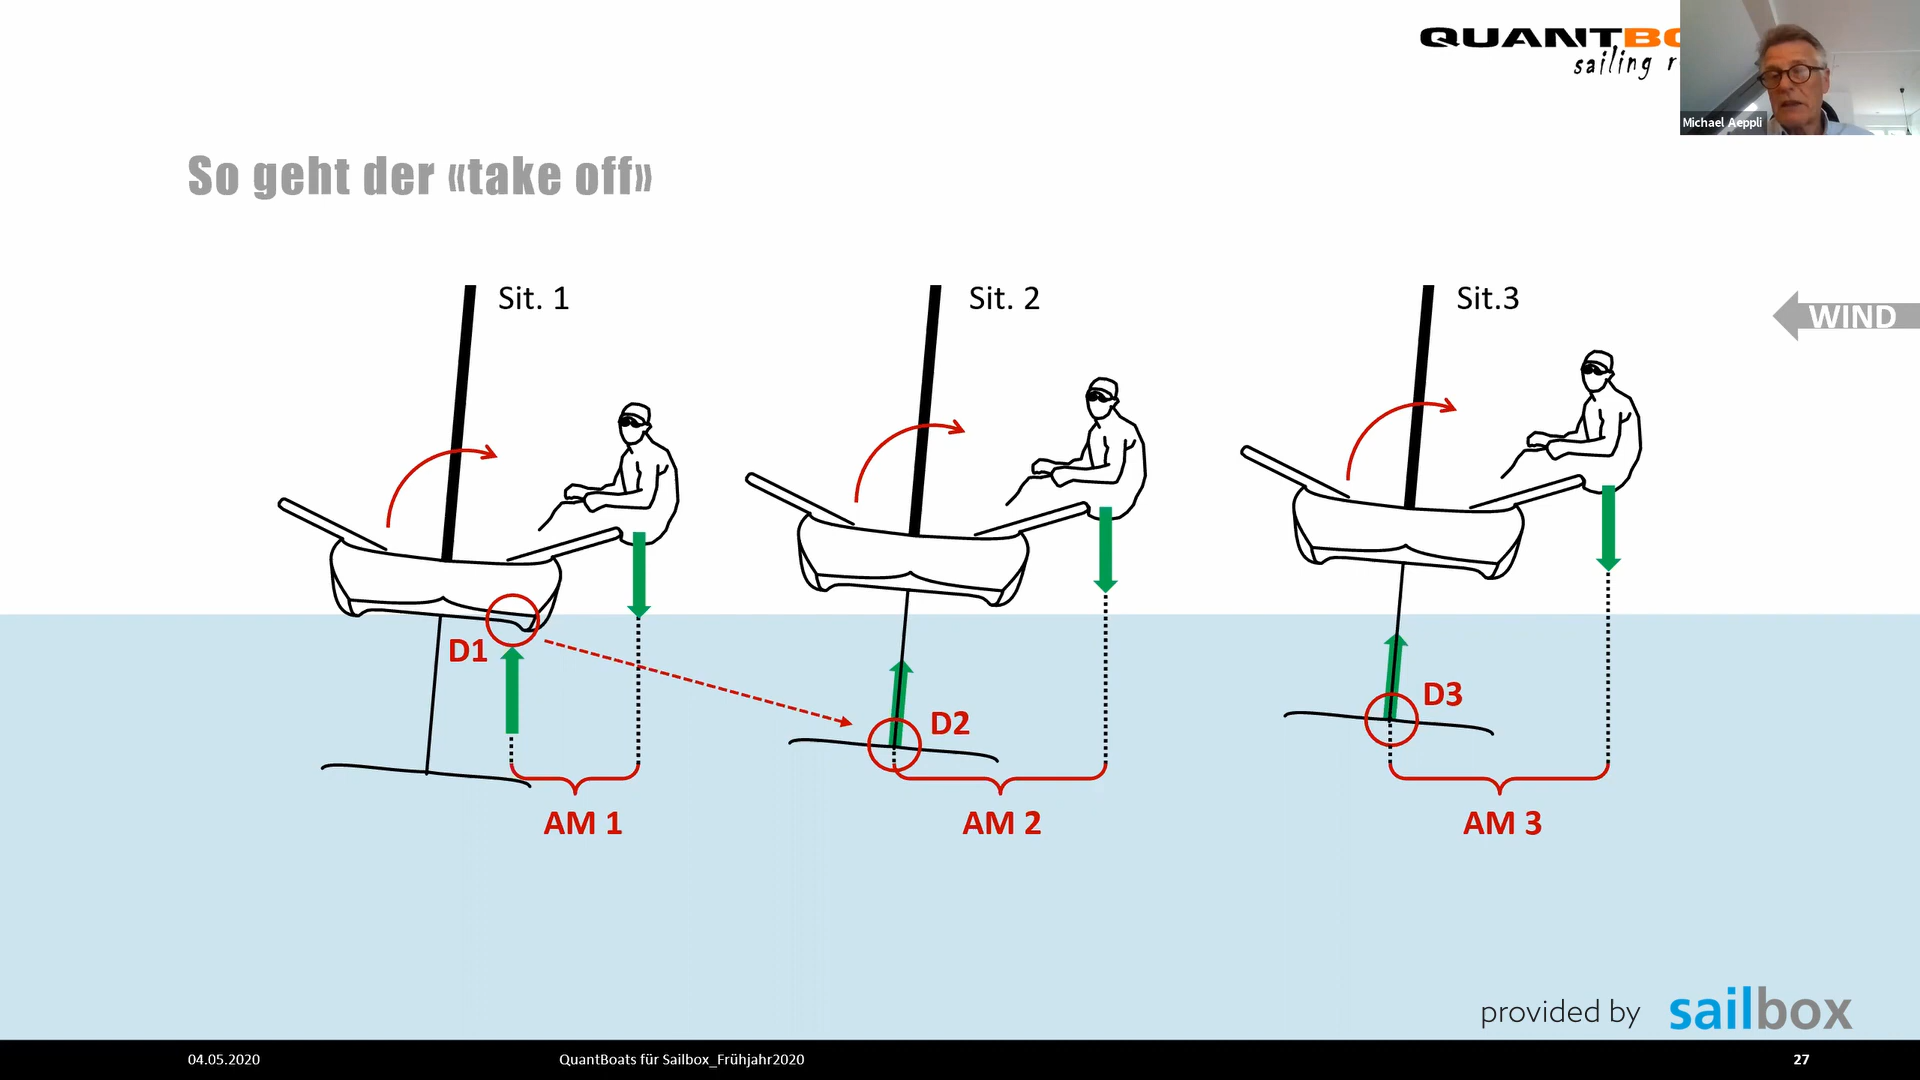 QUANTBO
sailing r
Michael Aeppli
So geht der «take off»
Sit. 1
Sit. 2
Sit.3
WIND
D1
D2
D3
AM 1
AM 2
AM 3
provided by sailbox
04.05.2020
QuantBoats für Sailbox_Frühjahr2020
27